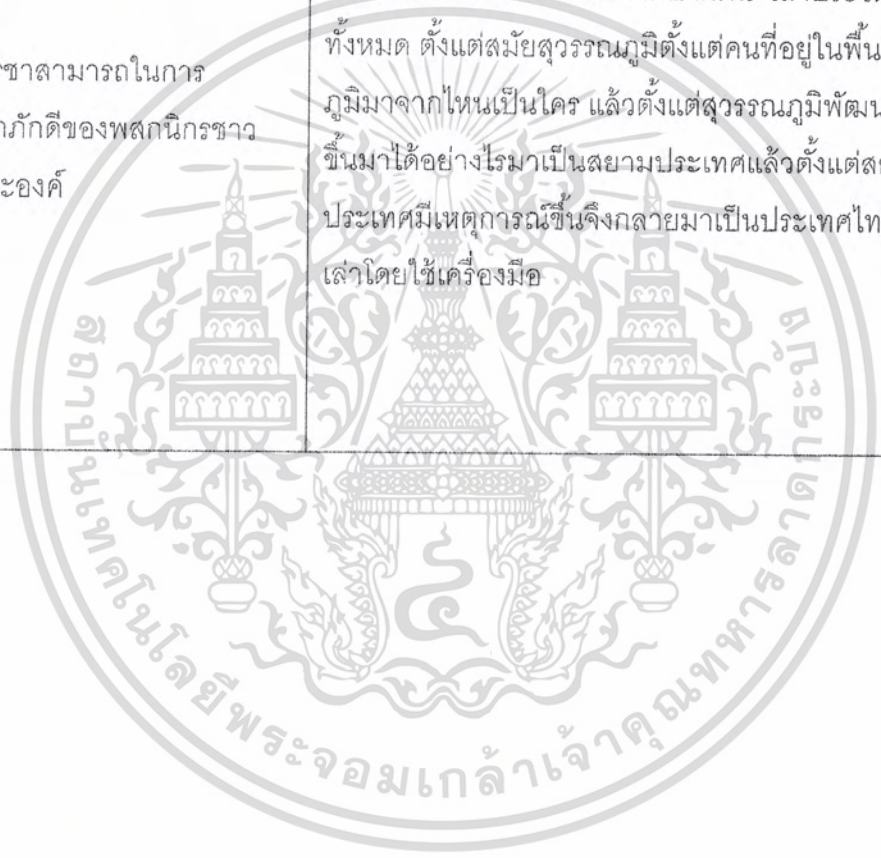 ทั้งหมด ตั้งแต่สมัยสุวรรณภูมิตั้งแต่คนที่อยู่ในพื้น
ภูมิมาจากไหนเป็นใคร แล้วตั้งแต่สุวรรณภูมิพัฒน
ขึ้นมาได้อย่างไรมาเป็นสยามประเทศแล้วตั้งแต่สย
ประเทศมีเหตุการณ์ขึ้นจึงกลายมาเป็นประเทศไท
เล่าโดยใช้เครื่องมือ
รชาสามารถในการ
าภักดีของพสกนิกรชาว
ะองค์
สถาบันเทคโนโลยีพระจอมเกล้าเจ้าคุณทหารลาดกระบัง
๔